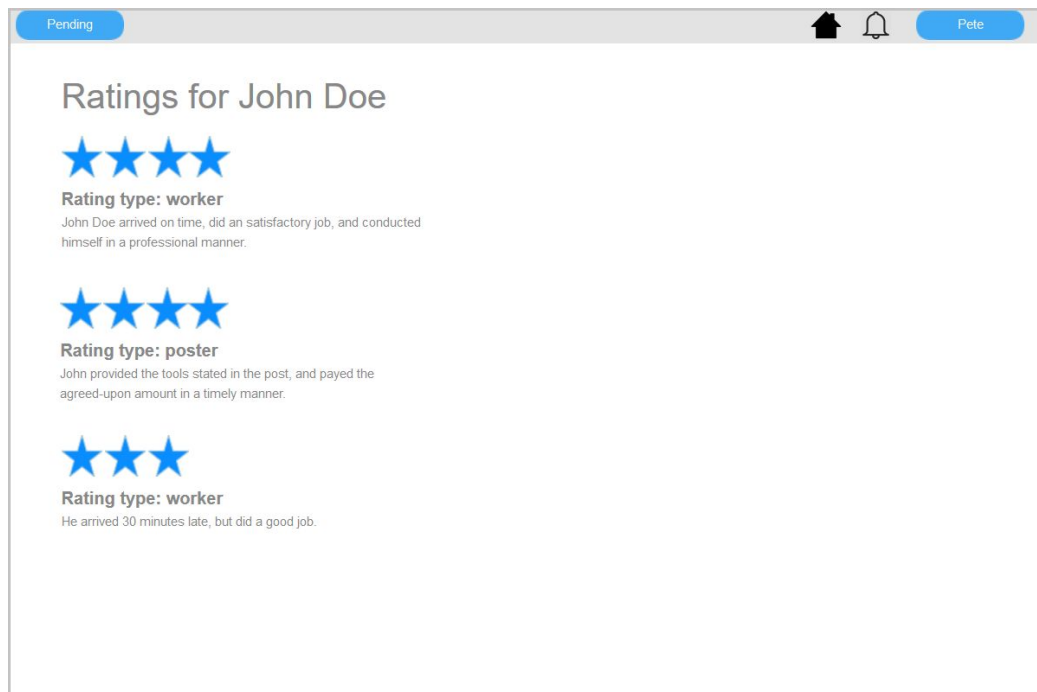 Pending
Pete
Ratings for John Doe
Rating type: worker
John Doe arrived on time, did an satisfactory job, and conducted
himself in a professional manner.
Rating type: poster
John provided the tools stated in the post, and payed the
agreed-upon amount in a timely manner.
Rating type: worker
He arrived 30 minutes late, but did a good job.